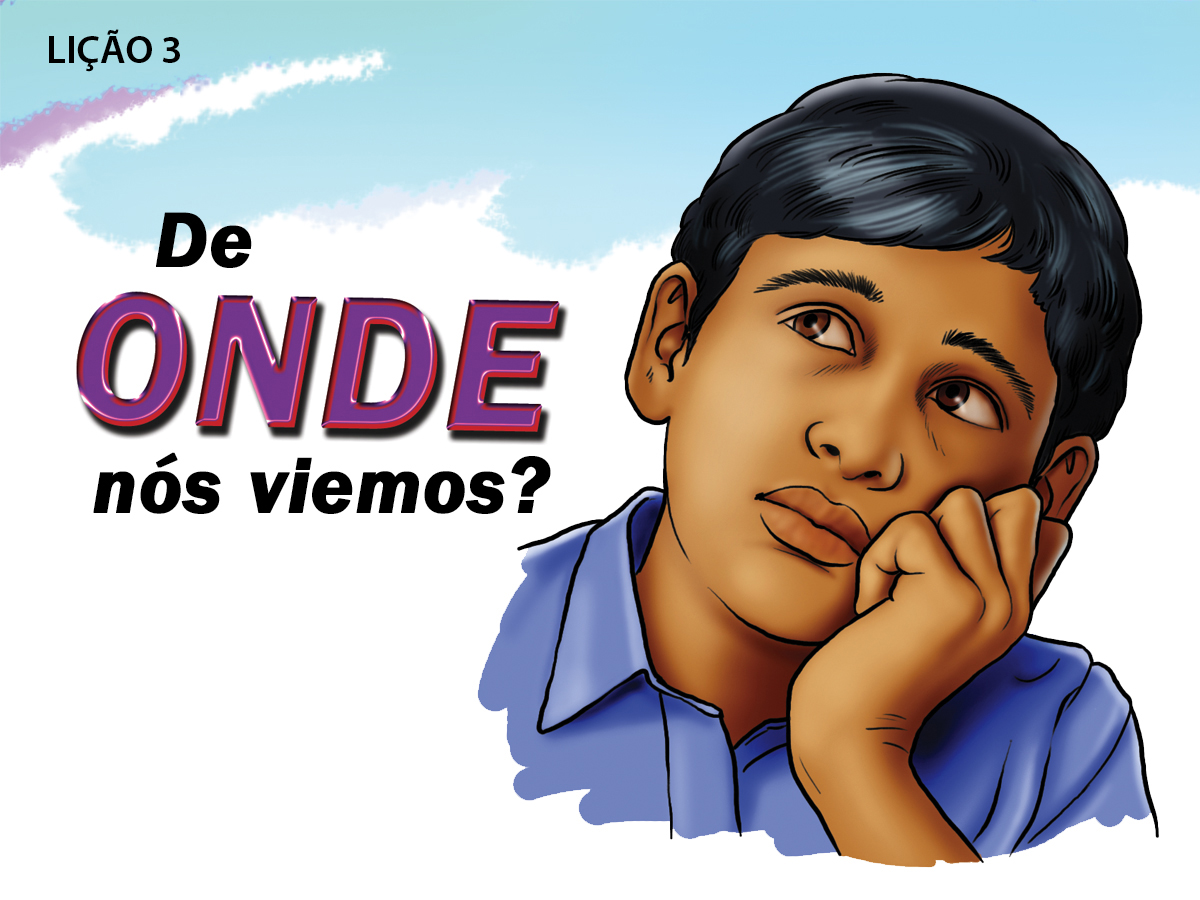 LIÇÃO 3
De
ONDE
nós viemos?